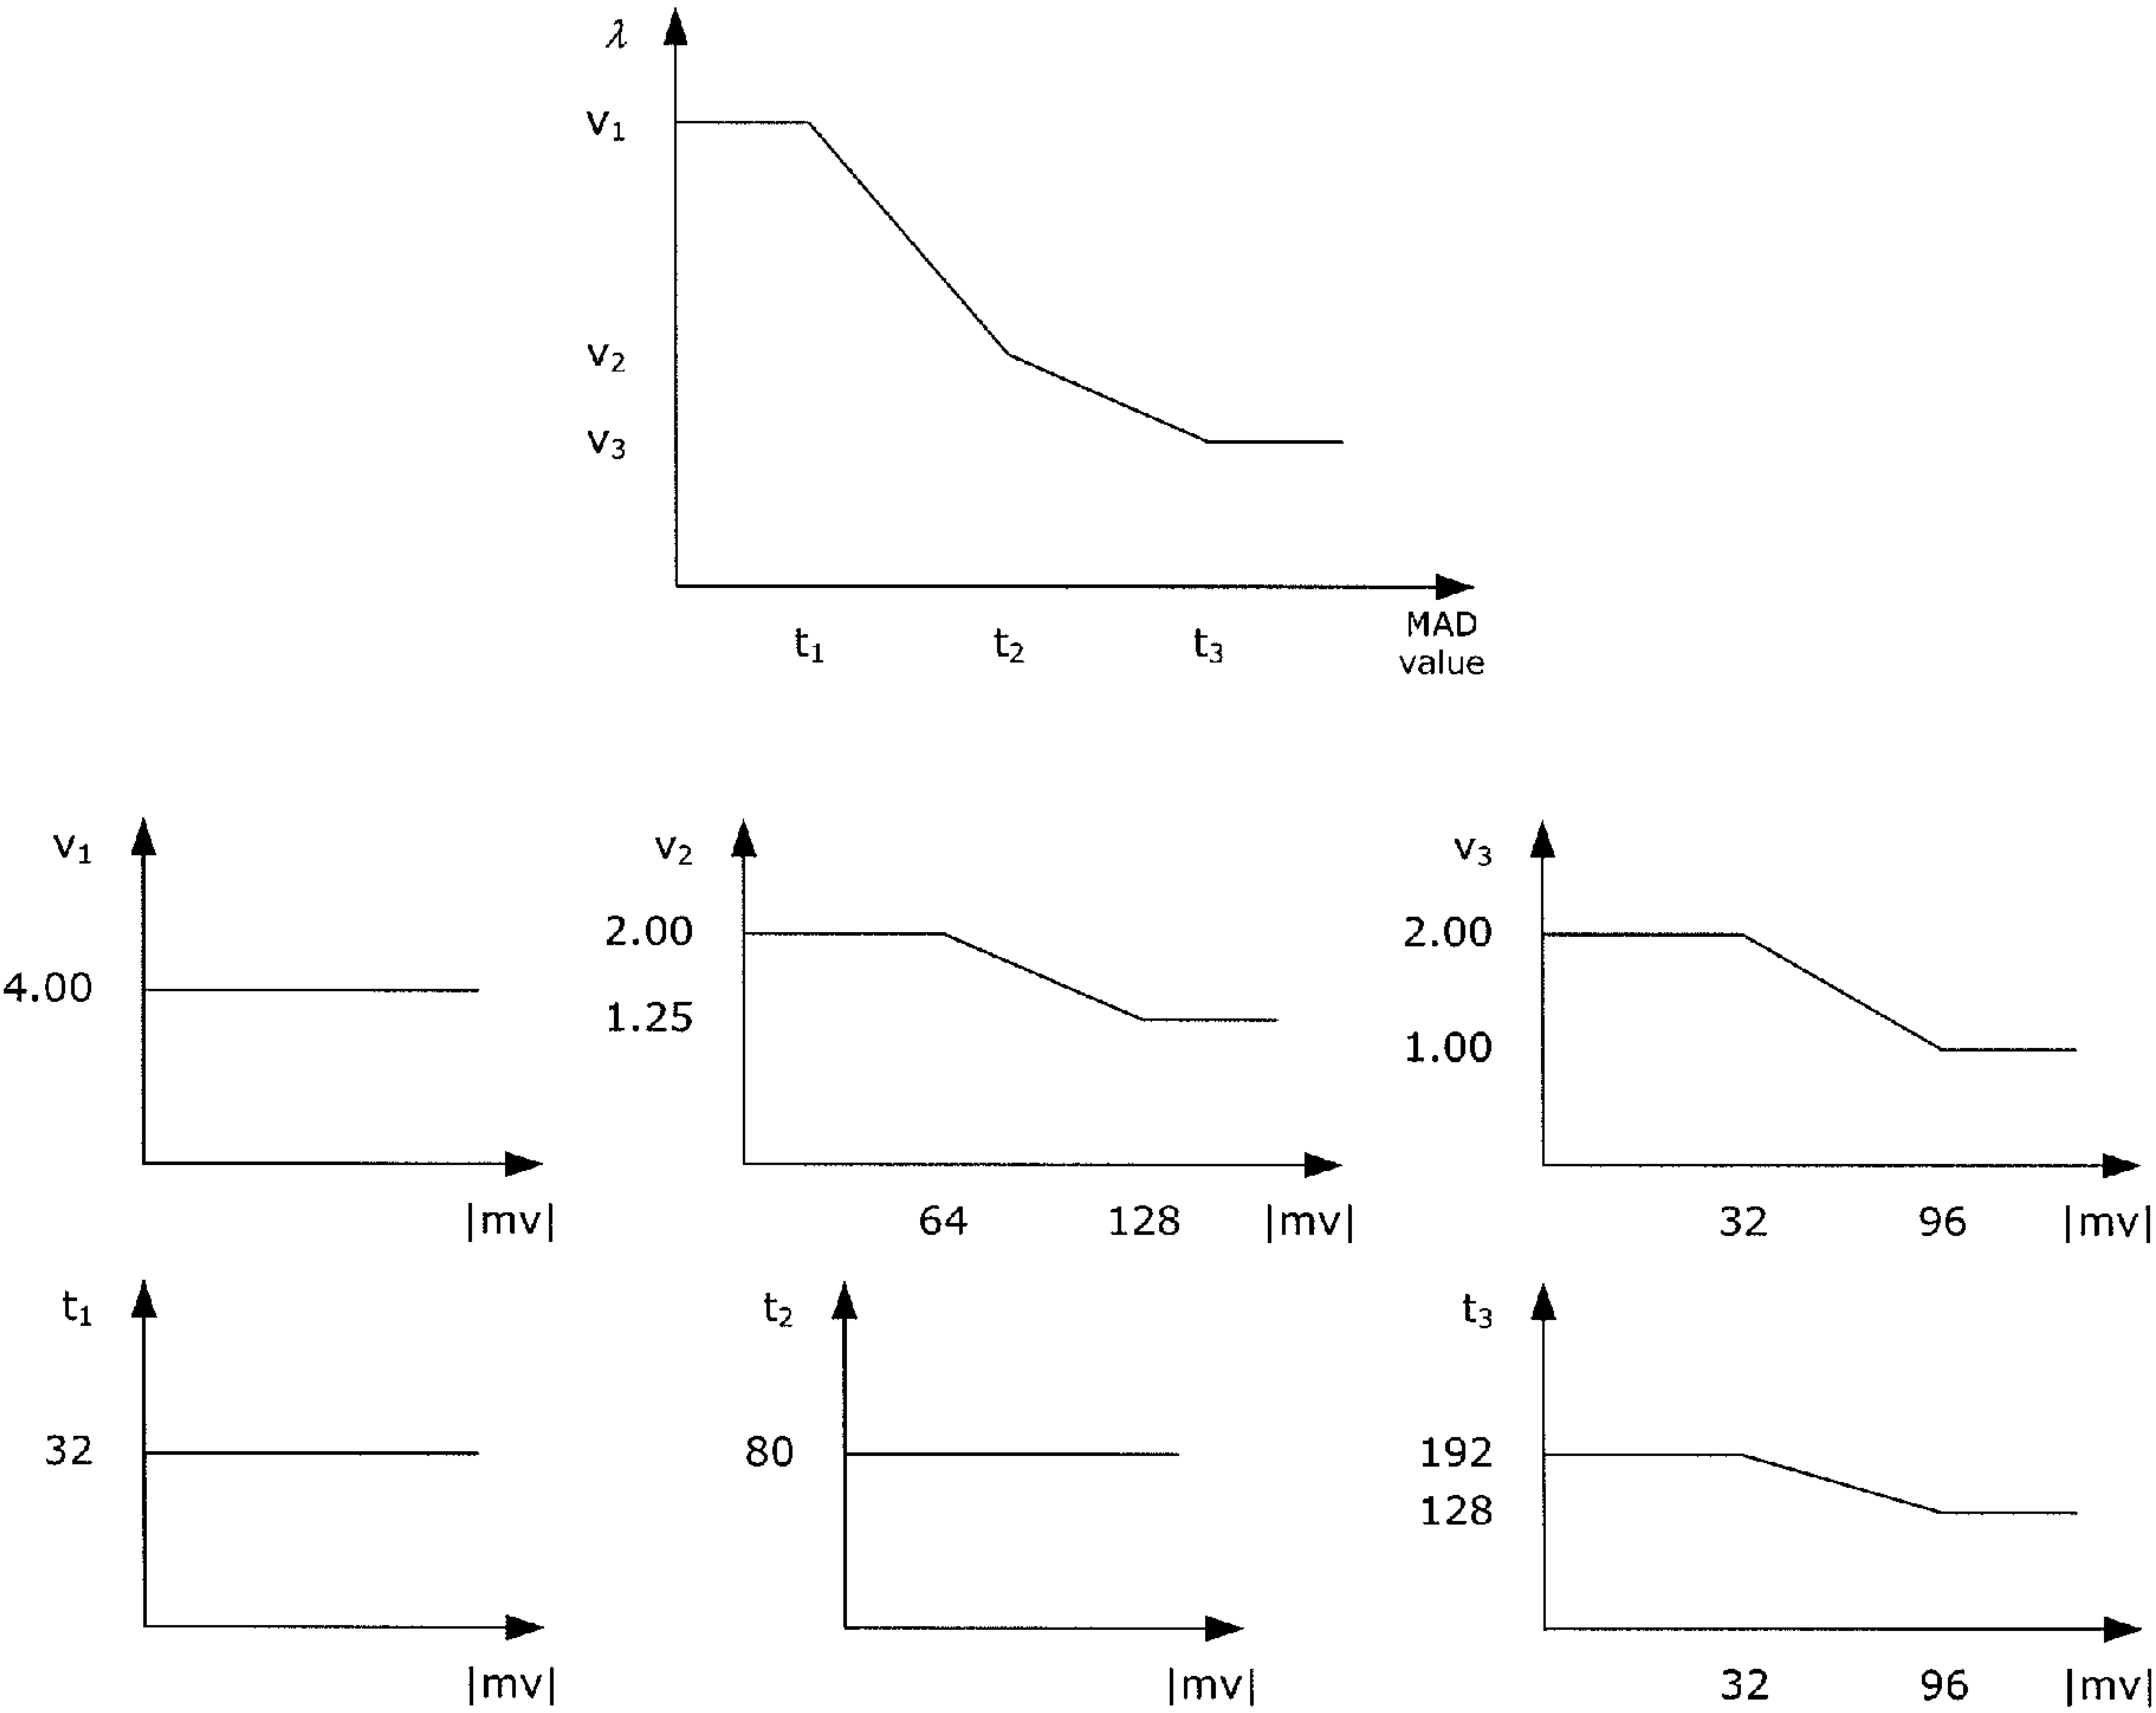 λ
v₁
v₂
v₃
t₁ t₂ t₃ MAD
value
v₁ v₂ v₃
2.00 2.00
4.00
1.25
1.00
|mv| 64 128 |mv| 32 96 |mv|
t₁ t₂ t₃
32 80 192
128
|mv| |mv| 32 96 |mv|